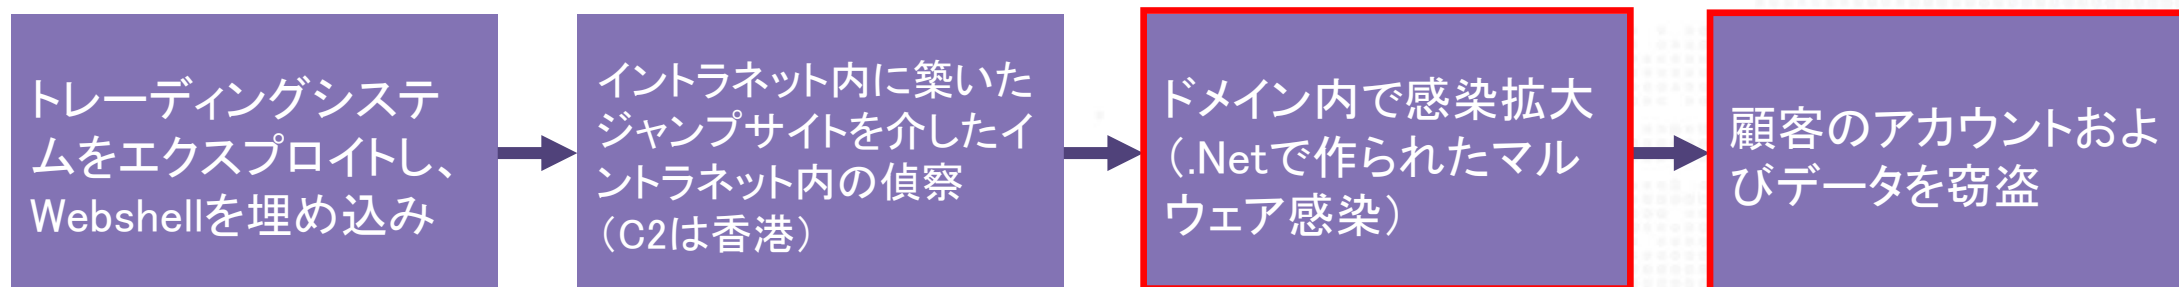 トレーディングシステ
ムをエクスプロイトし、
Webshellを埋め込み
イントラネット内に築いた
ジャンプサイトを介したイ
ントラネット内の偵察
（C2は香港）
ドメイン内で感染拡大
（.Netで作られたマル
ウェア感染）
顧客のアカウントおよ
びデータを窃盗